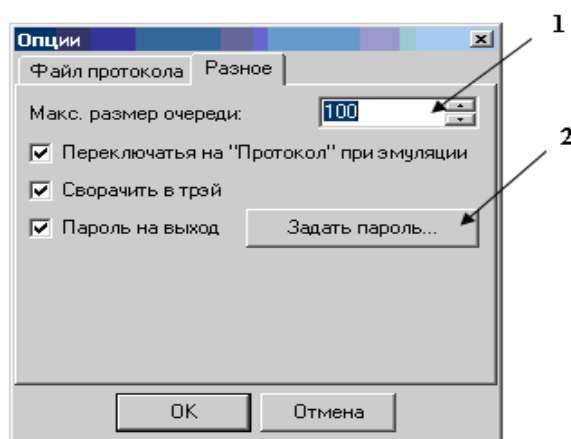 Опции
Файл протокола Разное
1
Макс. размер очереди: 100
Переключатья на "Протокол" при эмуляции
2
Сворачить в трэй
Пароль на выход Задать пароль...
OK Отмена